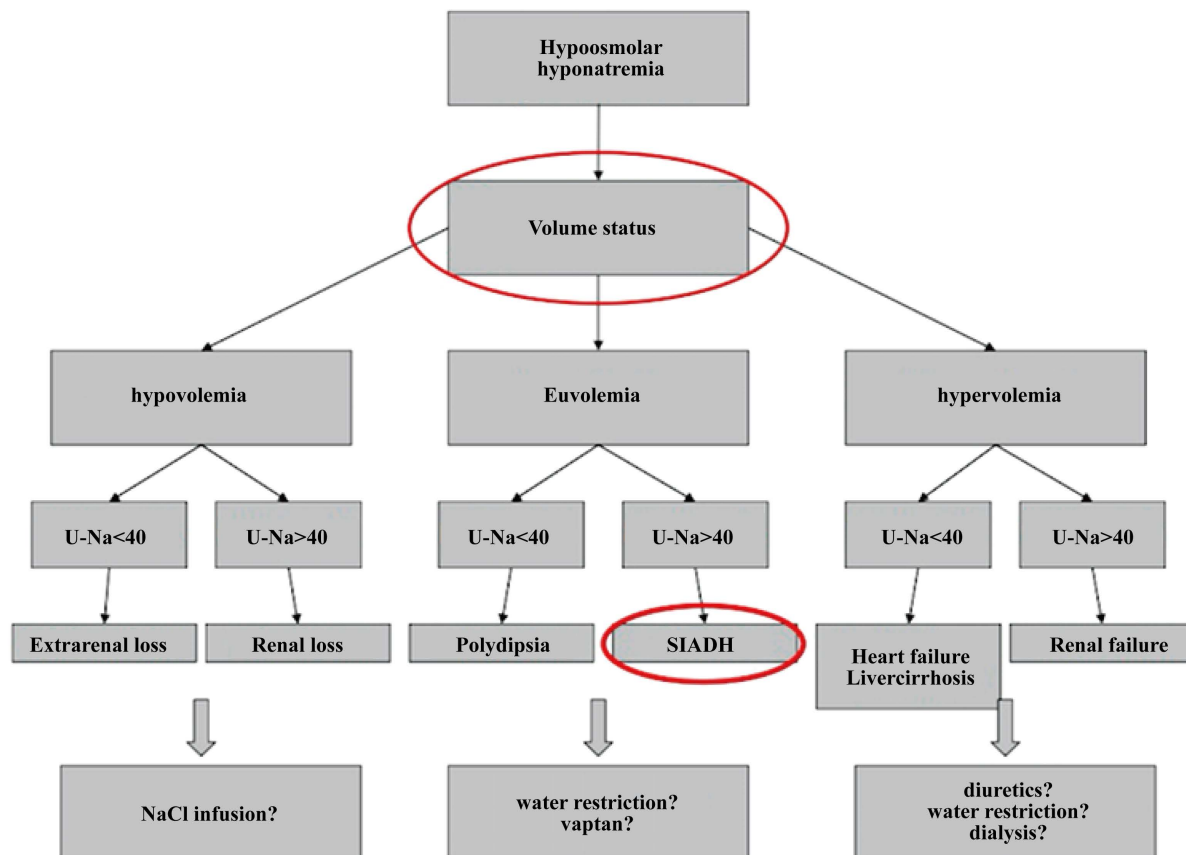 Hypoosmolar
hyponatremia
Volume status
hypovolemia
Euvolemia
hypervolemia
U-Na<40
U-Na>40
U-Na<40
U-Na>40
U-Na<40
U-Na>40
Extrarenal loss
Renal loss
Polydipsia
SIADH
Heart failure
Livercirrhosis
Renal failure
NaCl infusion?
water restriction?
vaptan?
diuretics?
water restriction?
dialysis?